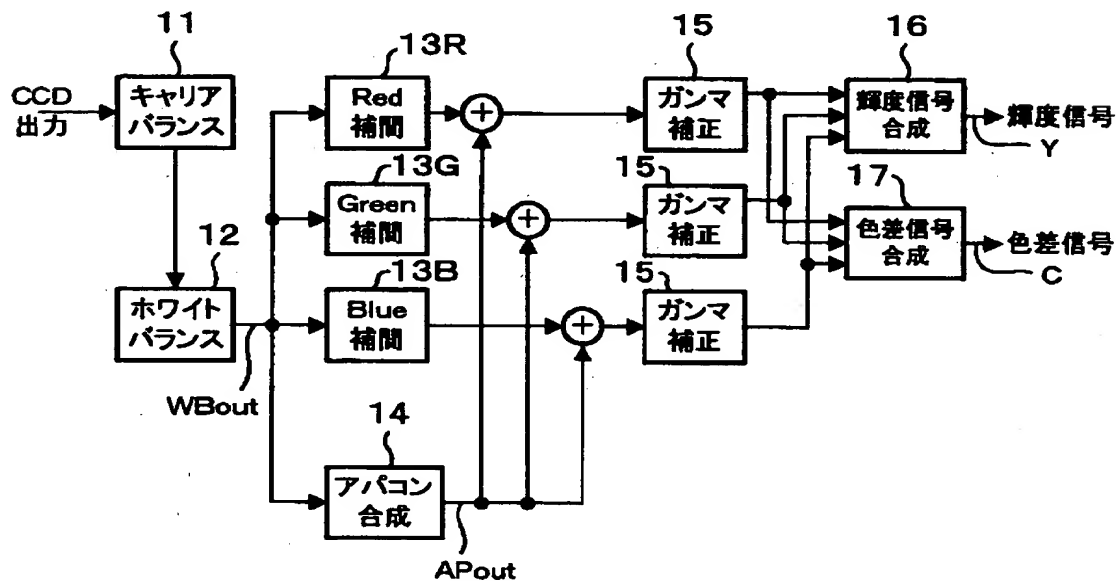 11
13R
15
16
CCD
出力
キャリア
バランス
Red
補間
ガンマ
補正
輝度信号
合成
輝度信号
Y
13G
15
17
Green
補間
ガンマ
補正
色差信号
合成
色差信号
C
12
13B
15
ホワイト
バランス
Blue
補間
ガンマ
補正
WBout
14
アパコン
合成
APout